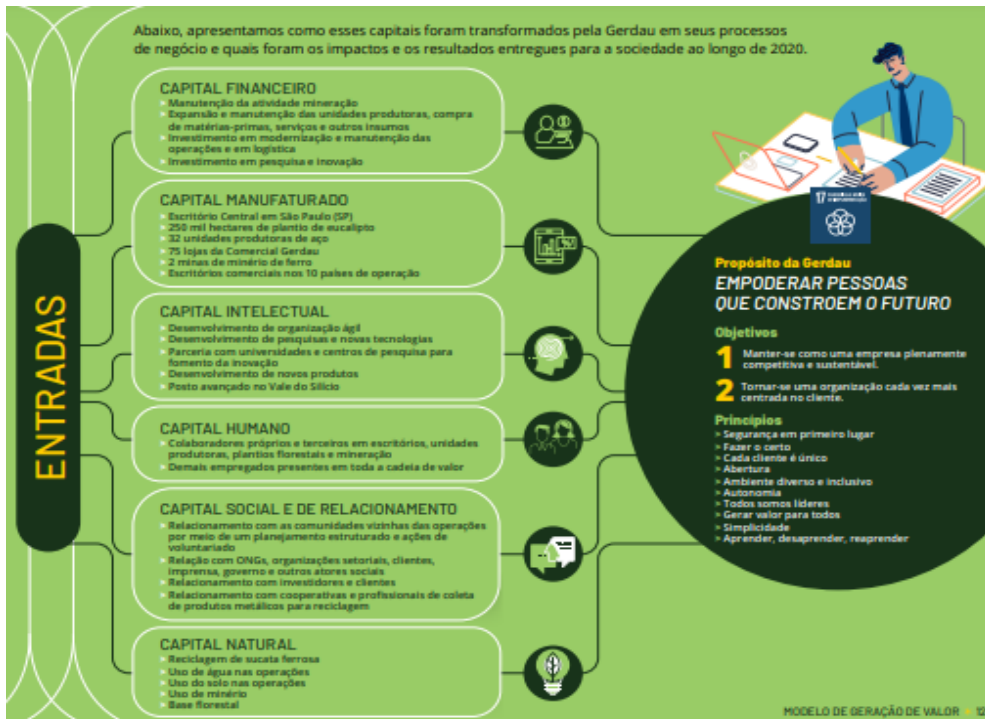 Abaixo, apresentamos como esses capitais foram transformados pela Gerdau em seus processos
de negócio e quais foram os impactos e os resultados entregues para a sociedade ao longo de 2020.
ENTRADAS
CAPITAL FINANCEIRO
> Manutenção da atividade mineração
> Expansão e manutenção das unidades produtoras, compra
de matérias-primas, serviços e outros insumos
> Investimento em modernização e manutenção das
operações e em logística
> Investimento em pesquisa e inovação
CAPITAL MANUFATURADO
> Escritório Central em São Paulo (SP)
> 250 mil hectares de plantio de eucalipto
> 32 unidades produtoras de aço
> 75 lojas da Comercial Gerdau
> 2 minas de minério de ferro
> Escritórios comerciais nos 10 países de operação
CAPITAL INTELECTUAL
> Desenvolvimento de organização ágil
> Desenvolvimento de pesquisas e novas tecnologias
> Parceria com universidades e centros de pesquisa para
fomento da inovação
> Desenvolvimento de novos produtos
> Posto avançado no Vale do Silício
CAPITAL HUMANO
> Colaboradores próprios e terceiros em escritórios, unidades
produtoras, plantios florestais e mineração
> Demais empregados presentes em toda a cadeia de valor
CAPITAL SOCIAL E DE RELACIONAMENTO
> Relacionamento com as comunidades vizinhas das operações
por meio de um planejamento estruturado e ações de
voluntariado
> Relação com ONGs, organizações setoriais, clientes,
imprensa, governo e outros atores sociais
> Relacionamento com investidores e clientes
> Relacionamento com cooperativas e profissionais de coleta
de produtos metálicos para reciclagem
CAPITAL NATURAL
> Reciclagem de sucata ferrosa
> Uso de água nas operações
> Uso do solo nas operações
> Uso de minério
> Base florestal
17
Propósito da Gerdau
EMPODERAR PESSOAS
QUE CONSTROEM O FUTURO
Objetivos
1 Manter-se como uma empresa plenamente
competitiva e sustentável.
2 Tornar-se uma organização cada vez mais
centrada no cliente.
Princípios
> Segurança em primeiro lugar
> Fazer o certo
> Cada cliente é único
> Abertura
> Ambiente diverso e inclusivo
> Autonomia
> Todos somos líderes
> Gerar valor para todos
> Simplicidade
> Aprender, desaprender, reaprender
MODELO DE GERAÇÃO DE VALOR > 12